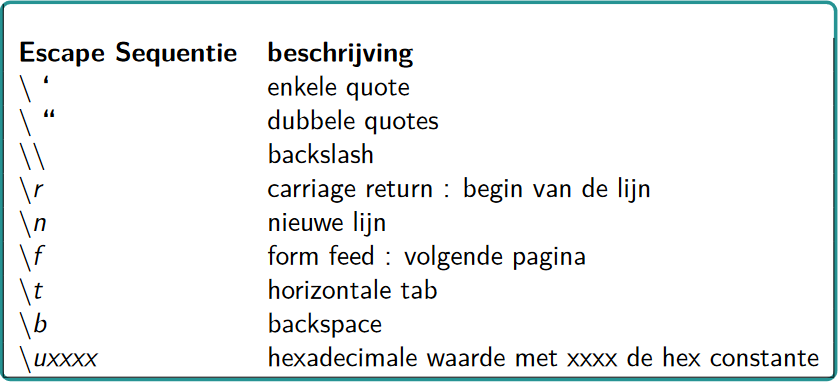 Escape Sequentie beschrijving
\ ‘ enkele quote
\ “ dubbele quotes
\\ backslash
\r carriage return : begin van de lijn
\n nieuwe lijn
\f form feed : volgende pagina
\t horizontale tab
\b backspace
\uxxxx hexadecimale waarde met xxxx de hex constante